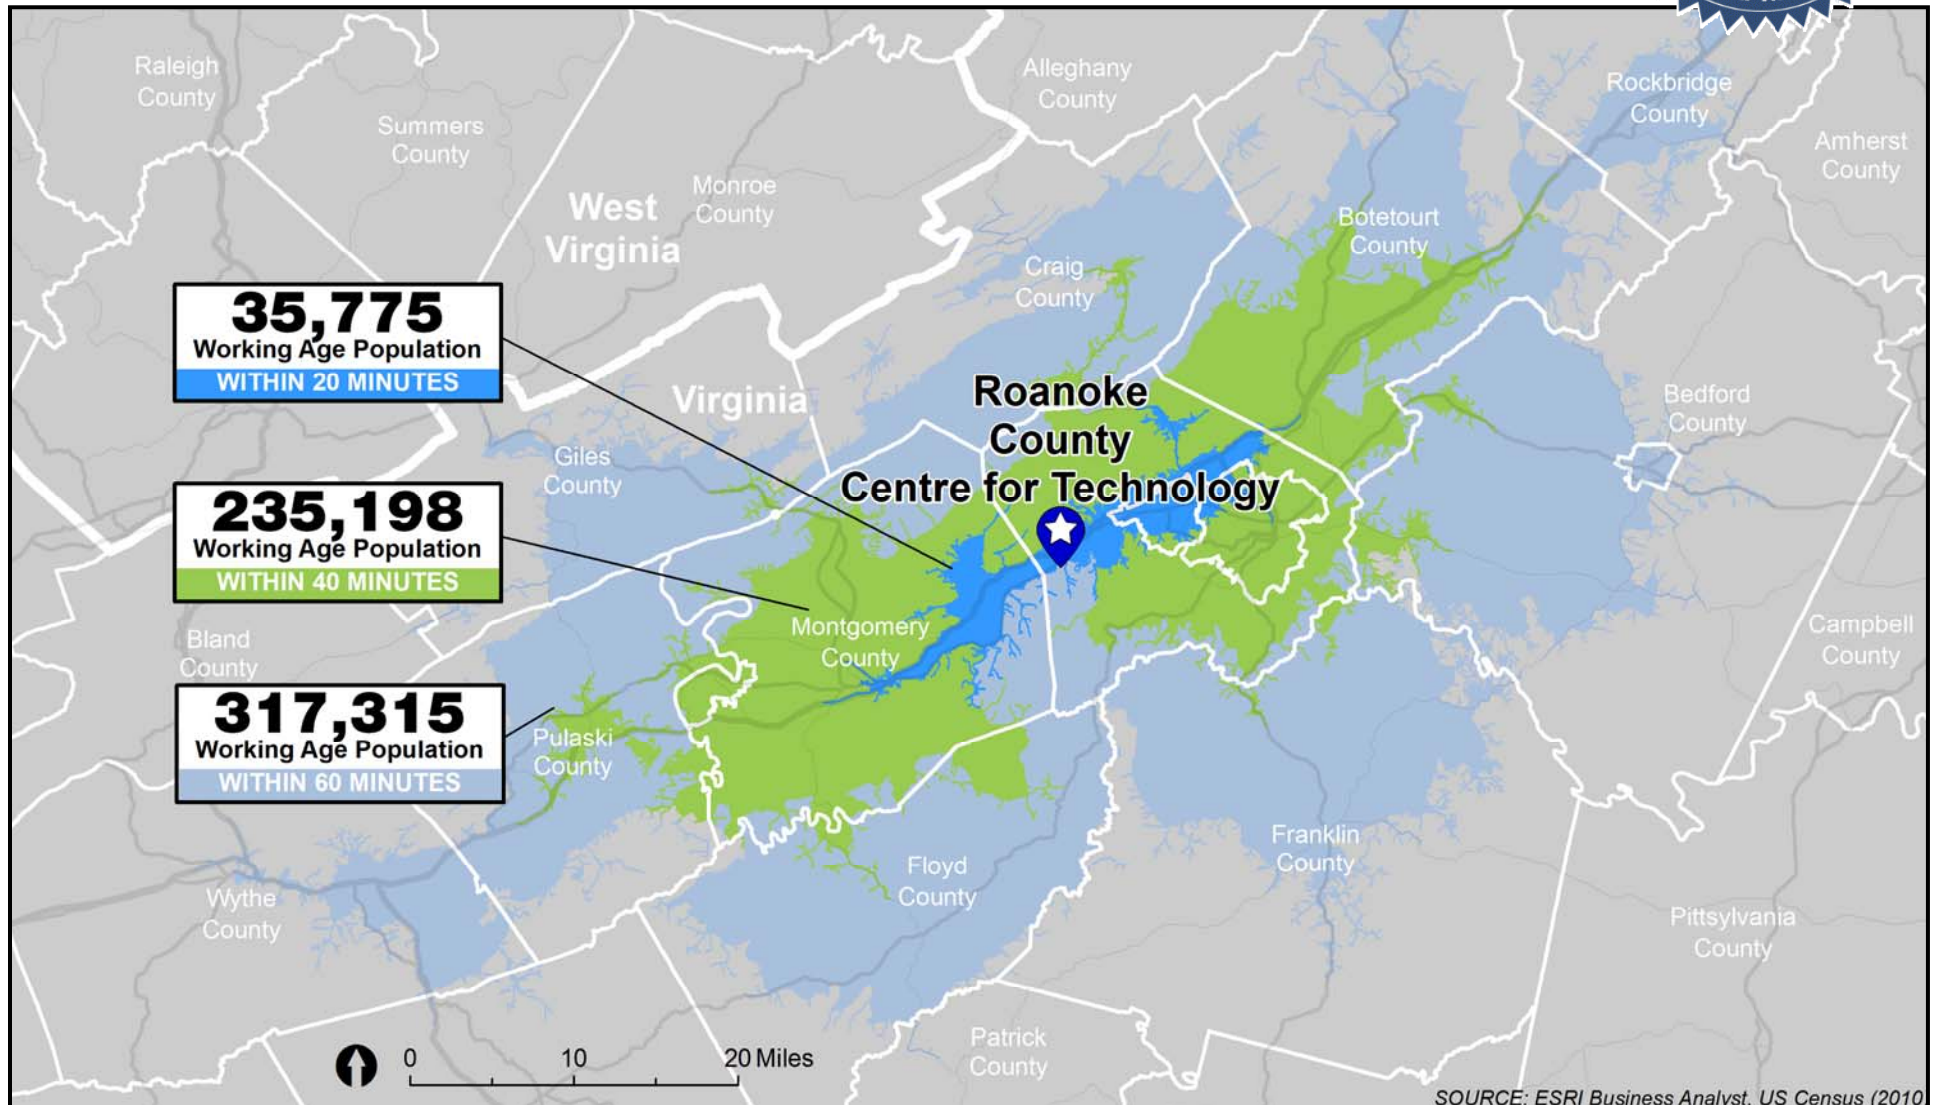 Raleigh
County
Summers
County
Alleghany
County
Rockbridge
County
Amherst
County
West
Virginia
Monroe
County
Botetourt
County
Craig
County
35,775
Working Age Population
WITHIN 20 MINUTES
Virginia
Roanoke
County
Centre for Technology
Bedford
County
Giles
County
235,198
Working Age Population
WITHIN 40 MINUTES
Montgomery
County
Bland
County
Campbell
County
317,315
Working Age Population
WITHIN 60 MINUTES
Pulaski
County
Franklin
County
Floyd
County
Wythe
County
Pittsylvania
County
Patrick
County
0 10 20 Miles
SOURCE: ESRI Business Analyst, US Census (2010